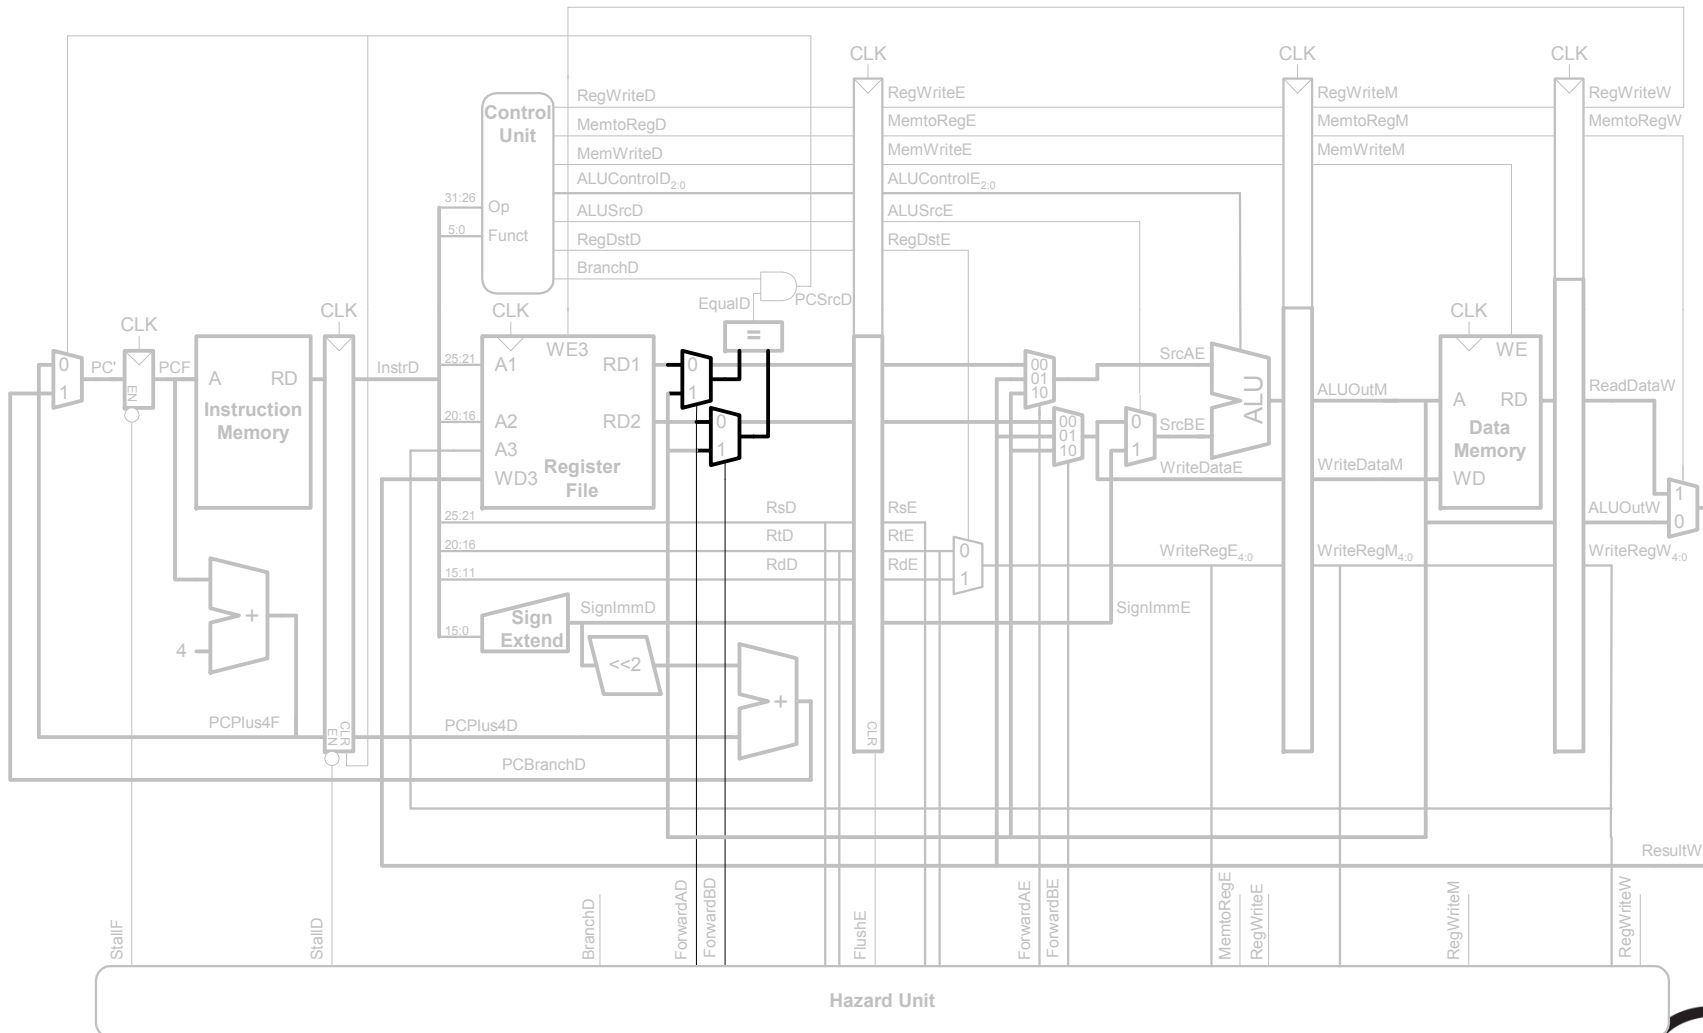 CLK CLK CLK
RegWriteD RegWriteE RegWriteM RegWriteW
Control Unit
MemtoRegD MemtoRegE MemtoRegM MemtoRegW
MemWriteD MemWriteE MemWriteM
ALUControlD2:0 ALUControlE2:0
31:26 Op ALUSrcD ALUSrcE
5:0 Funct RegDstD RegDstE
BranchD
EqualD PCSrcD
CLK CLK CLK CLK
=
0 1 PC' EN PCF
A RD
Instruction
Memory
InstrD
25:21 A1 WE3 RD1 0 1
20:16 A2 RD2 0 1
A3
WD3
Register
File
00 01 10
00 01 10
0 1
SrcAE
SrcBE
ALU
ALUOutM
WriteDataE WriteDataM
WE
A RD
Data
Memory
WD
ReadDataW
1 0
ALUOutW
25:21 RsD RsE
20:16 RtD RtE 0
15:11 RdD RdE 1
WriteRegE4:0 WriteRegM4:0 WriteRegW4:0
15:0 Sign
Extend
SignImmD SignImmE
+
4
<<2
+
PCPlus4F EN CLR PCPlus4D CLR
PCBranchD
ResultW
StallF
StallD
BranchD
ForwardAD
ForwardBD
FlushE
ForwardAE
ForwardBE
MemtoRegE
RegWriteE
RegWriteM
RegWriteW
Hazard Unit